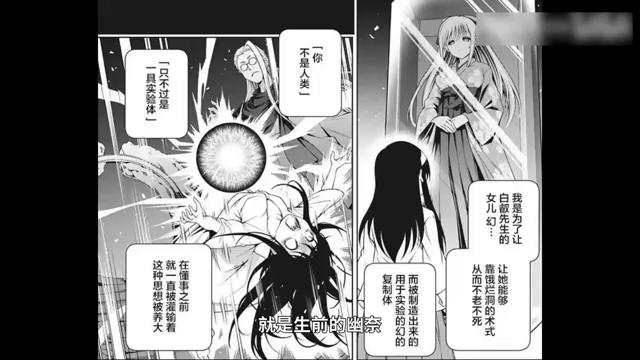 我是为了让
白叡先生的
女儿 幻…
让她能够
靠饿烂洞的术式
从而不老不死
而被制造出来的
用于实验的幻的
复制体
「你
不是人类」
「只不过是
一具实验体」
在懂事之前
就一直被灌输着
这种思想被养大
就是生前的幽奈